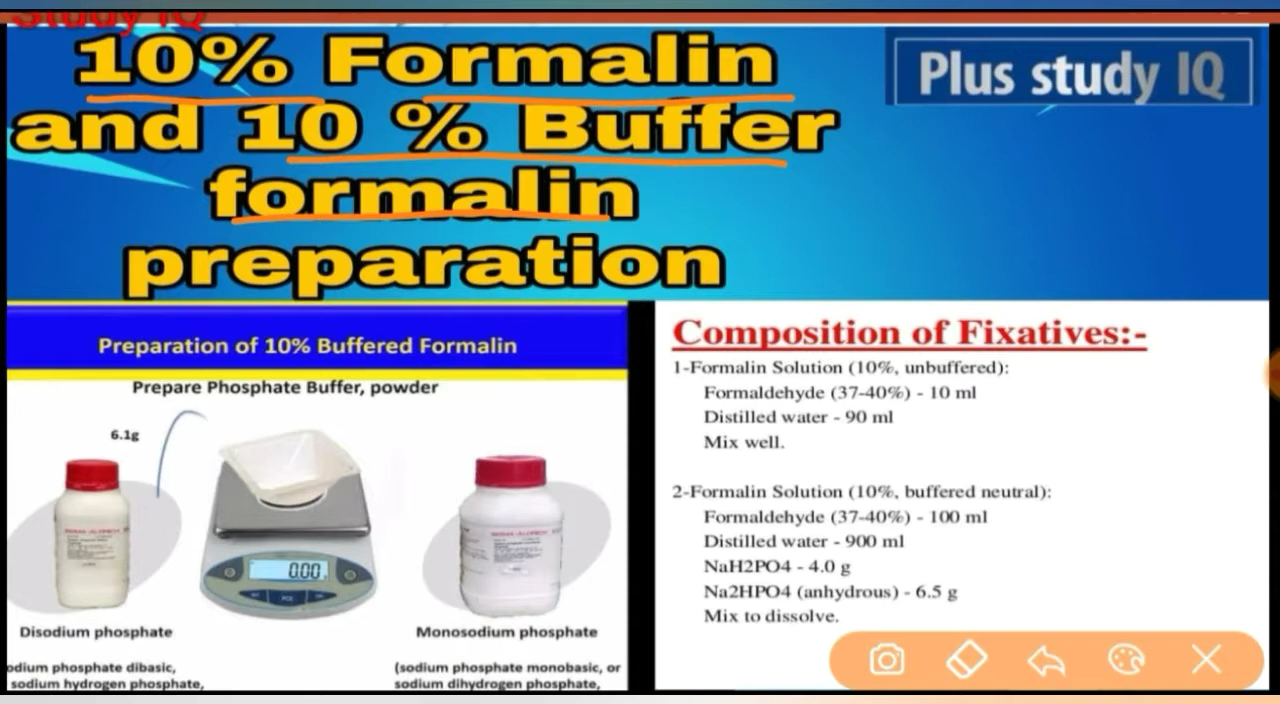 Study IQ
10% Formalin
and 10 % Buffer
formalin
preparation
Plus study IQ
Preparation of 10% Buffered Formalin
Prepare Phosphate Buffer, powder
6.1g
0.00
Disodium phosphate
odium phosphate dibasic,
sodium hydrogen phosphate,
Monosodium phosphate
(sodium phosphate monobasic, or
sodium dihydrogen phosphate,
Composition of Fixatives:-
1-Formalin Solution (10%, unbuffered):
Formaldehyde (37-40%) - 10 ml
Distilled water - 90 ml
Mix well.
2-Formalin Solution (10%, buffered neutral):
Formaldehyde (37-40%) - 100 ml
Distilled water - 900 ml
NaH2PO4 - 4.0 g
Na2HPO4 (anhydrous) - 6.5 g
Mix to dissolve.